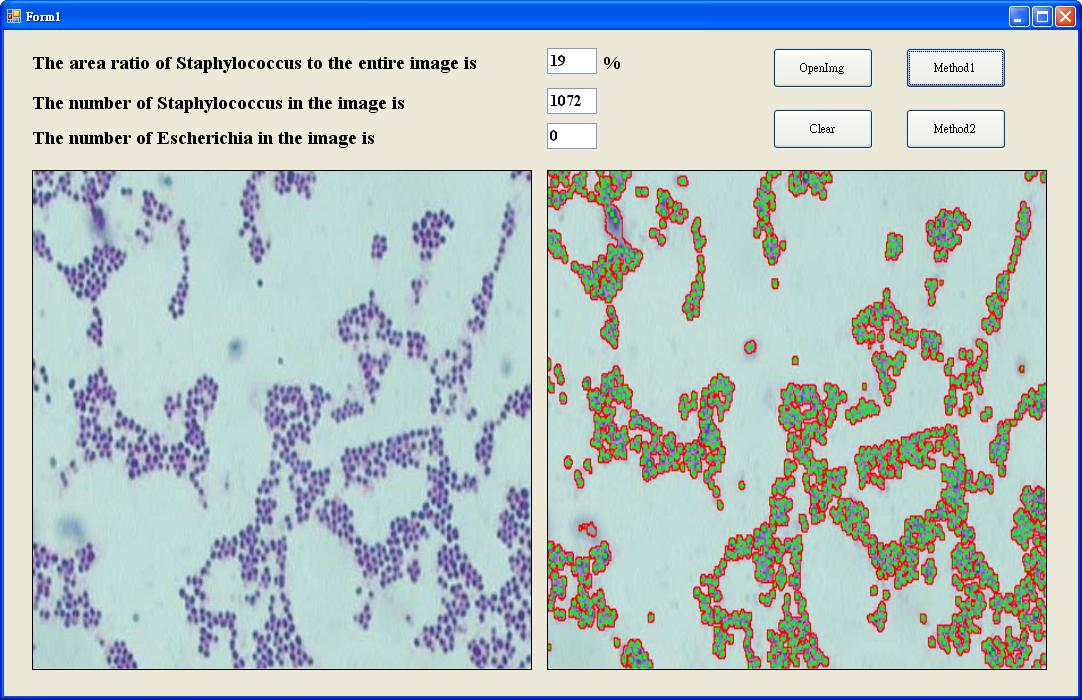 Form1
The area ratio of Staphylococcus to the entire image is 19 %
The number of Staphylococcus in the image is 1072
The number of Escherichia in the image is 0
OpenImg Method1
Clear Method2